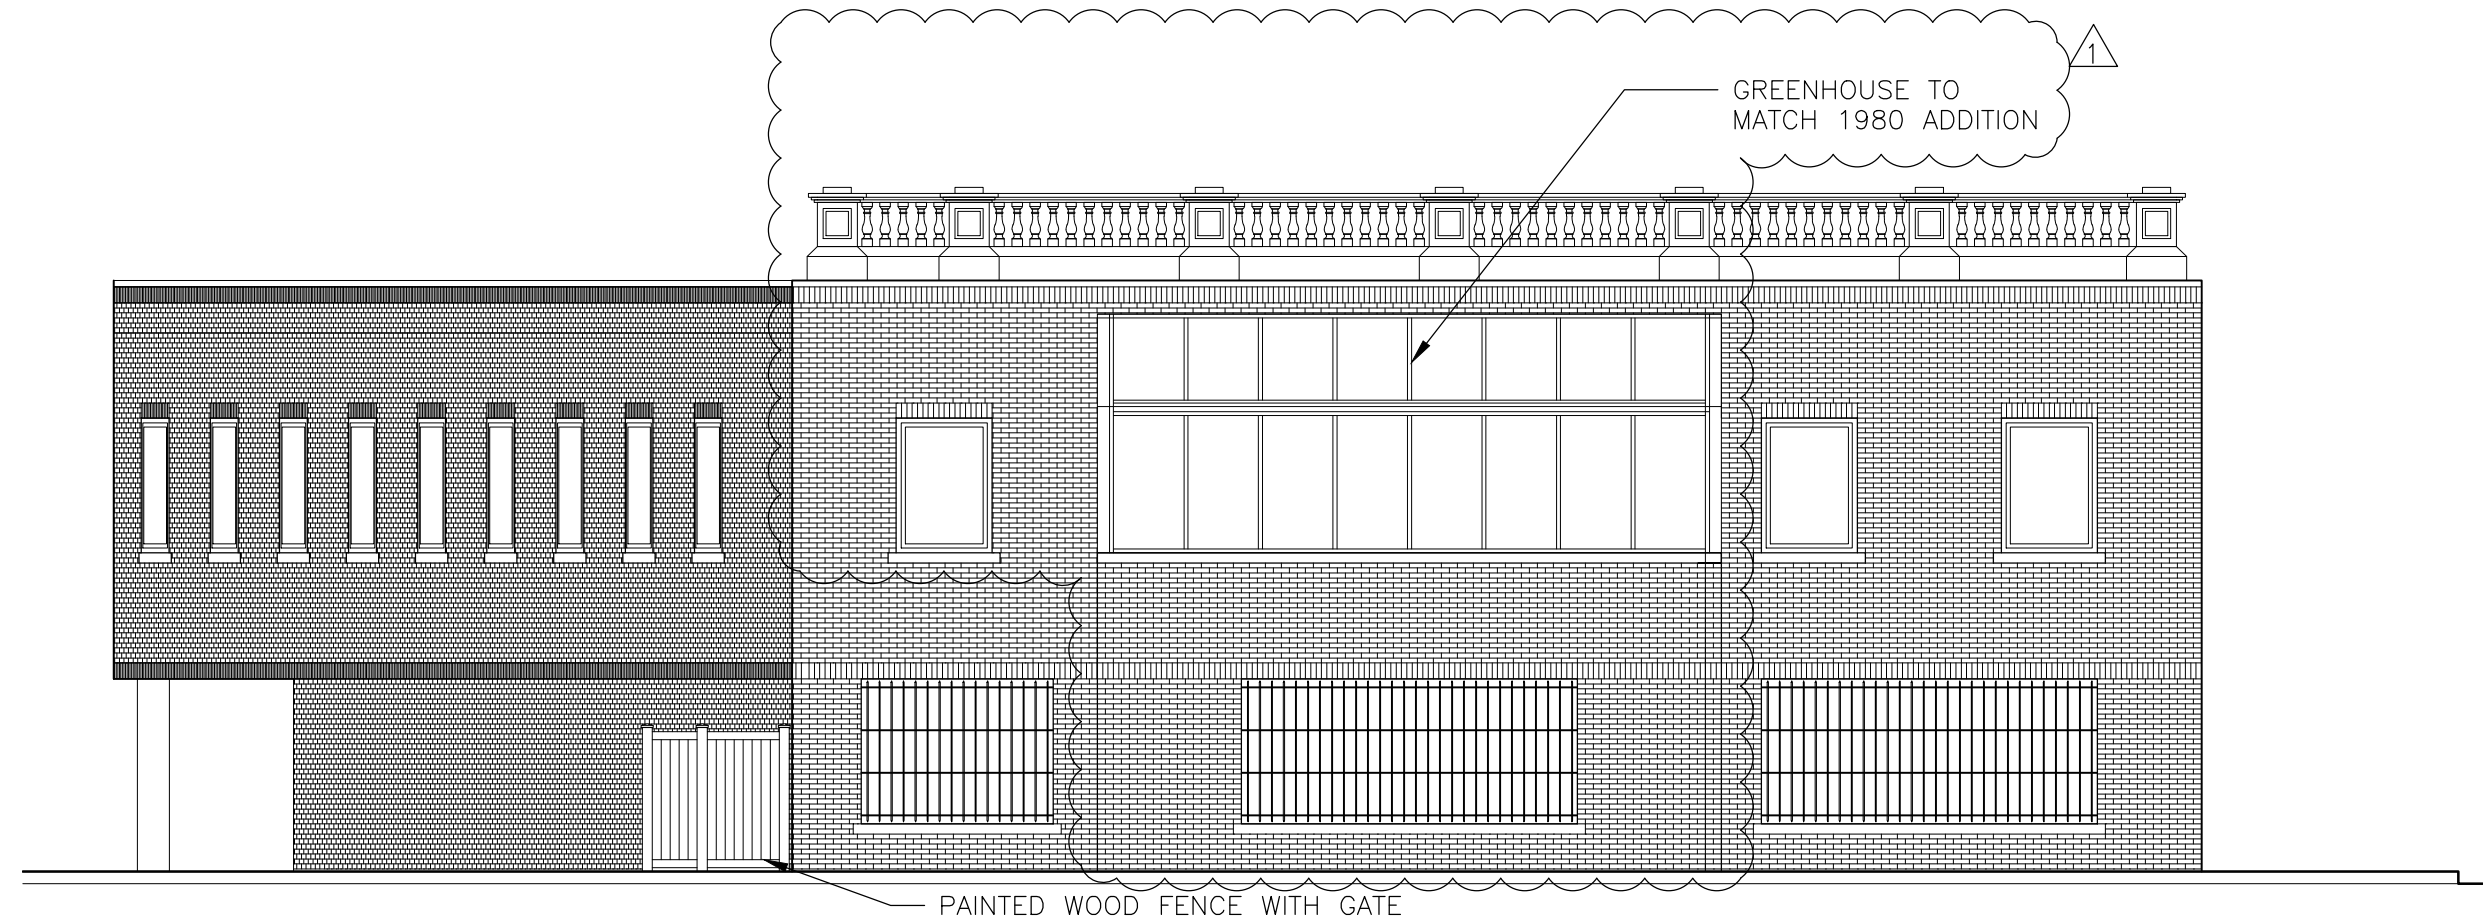 1
GREENHOUSE TO
MATCH 1980 ADDITION
PAINTED WOOD FENCE WITH GATE